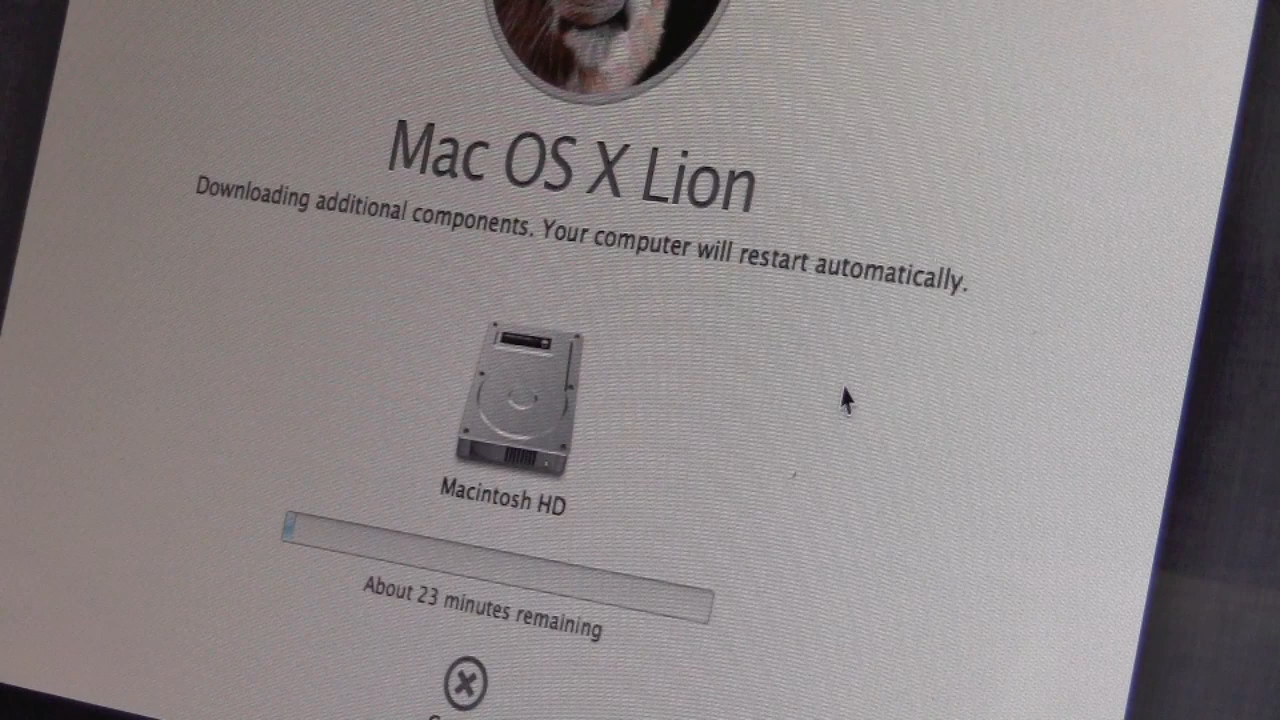 Mac OS X Lion
Downloading additional components. Your computer will restart automatically.
Macintosh HD
About 23 minutes remaining